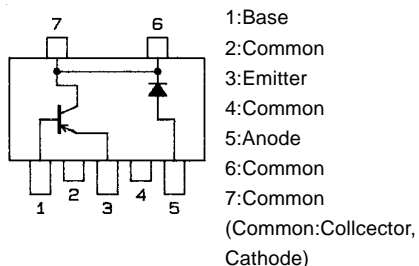 7 6
1 2 3 4 5
1:Base
2:Common
3:Emitter
4:Common
5:Anode
6:Common
7:Common
(Common:Collcector,
Cathode)